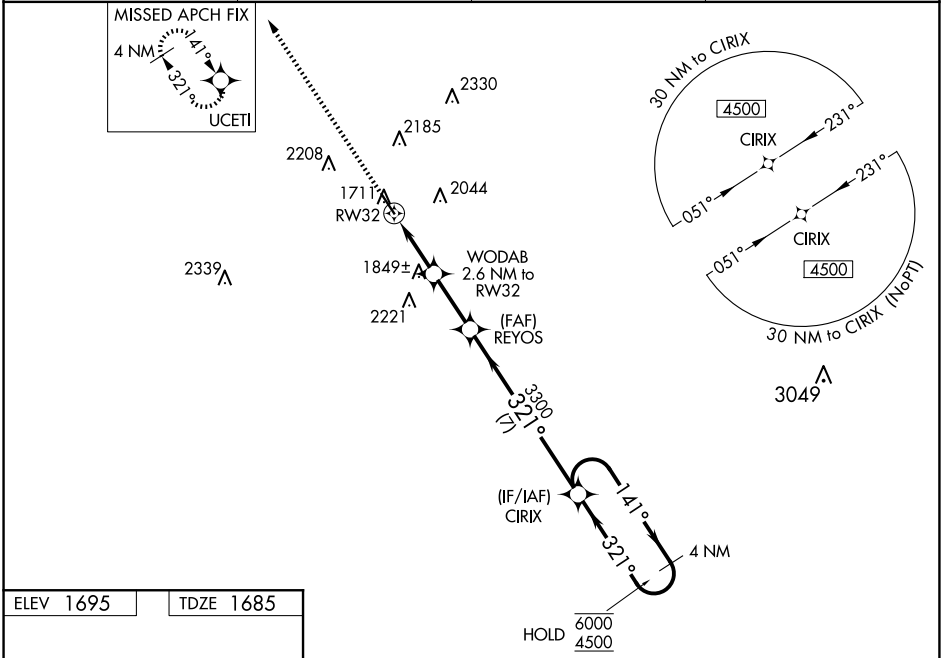 MISSED APCH FIX
4 NM
141°
321°
UCETI
2330
2185
2208
1711
RW32
2044
2339
1849±
WODAB
2.6 NM to
RW32
2221
(FAF)
REYOS
3300
321°
(7)
(IF/IAF)
CIRIX
141°
321°
4 NM
HOLD
6000
4500
30 NM to CIRIX
4500
CIRIX
231°
051°
231°
051°
CIRIX
4500
30 NM to CIRIX (NoPT)
3049
ELEV 1695
TDZE 1685